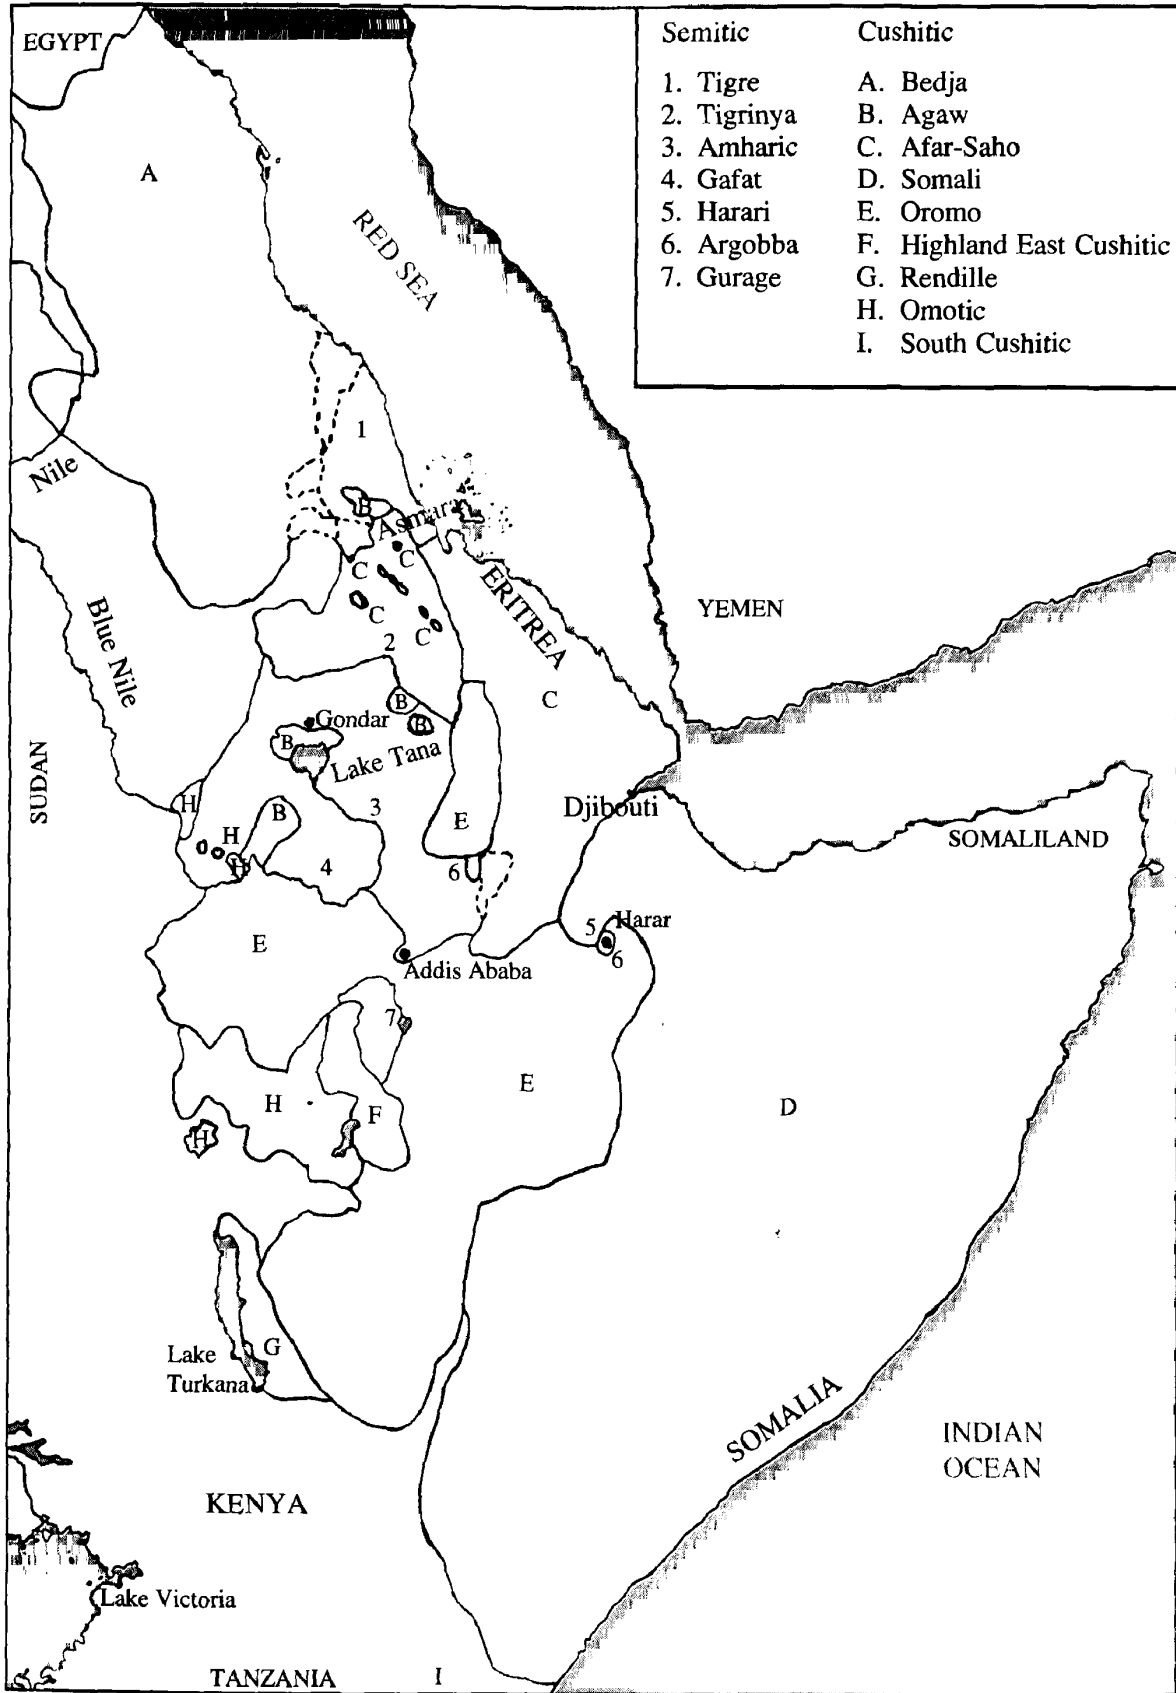 EGYPT
Semitic Cushitic
1. Tigre A. Bedja
2. Tigrinya B. Agaw
3. Amharic C. Afar-Saho
4. Gafat D. Somali
5. Harari E. Oromo
6. Argobba F. Highland East Cushitic
7. Gurage G. Rendille
H. Omotic
I. South Cushitic
A
RED SEA
1
Nile
B
Asmara
C
C
C
C
2
ERITREA
YEMEN
Blue Nile
B
B
C
Gondar
B
Lake Tana
SUDAN
H
B
3
E
Djibouti
SOMALILAND
H
H
4
6
5
Harar
6
E
Addis Ababa
7
E
H
F
D
H
G
Lake
Turkana
SOMALIA
INDIAN
OCEAN
KENYA
Lake Victoria
TANZANIA
I